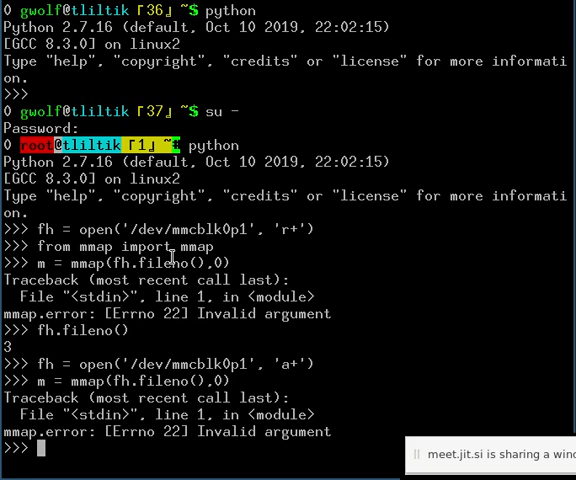 0 gwolf@tliltik「36」~$ python
Python 2.7.16 (default, Oct 10 2019, 22:02:15)
[GCC 8.3.0] on linux2
Type "help", "copyright", "credits" or "license" for more informati
on.
>>>
0 gwolf@tliltik「37」~$ su -
Password:
0 root@tliltik「1」~# python
Python 2.7.16 (default, Oct 10 2019, 22:02:15)
[GCC 8.3.0] on linux2
Type "help", "copyright", "credits" or "license" for more informati
on.
>>> fh = open('/dev/mmcblk0p1', 'r+')
>>> from mmap import mmap
>>> m = mmap(fh.fileno(),0)
Traceback (most recent call last):
  File "<stdin>", line 1, in <module>
mmap.error: [Errno 22] Invalid argument
>>> fh.fileno()
3
>>> fh = open('/dev/mmcblk0p1', 'a+')
>>> m = mmap(fh.fileno(),0)
Traceback (most recent call last):
  File "<stdin>", line 1, in <module>
mmap.error: [Errno 22] Invalid argument
>>>
meet.jit.si is sharing a wind